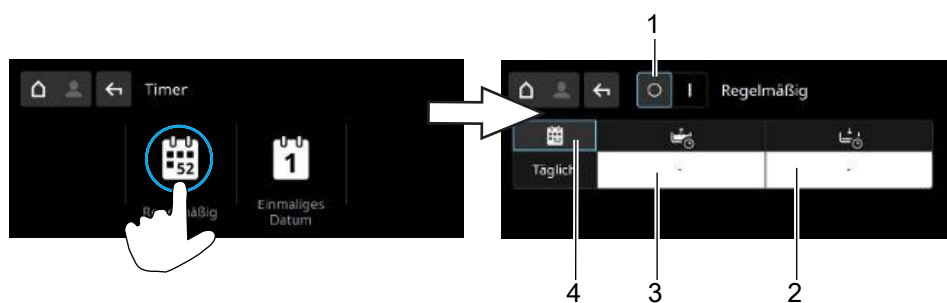 1
Timer
52
1
Regelmäßig
Einmaliges
Datum
Regelmäßig
Täglich
4
3
2